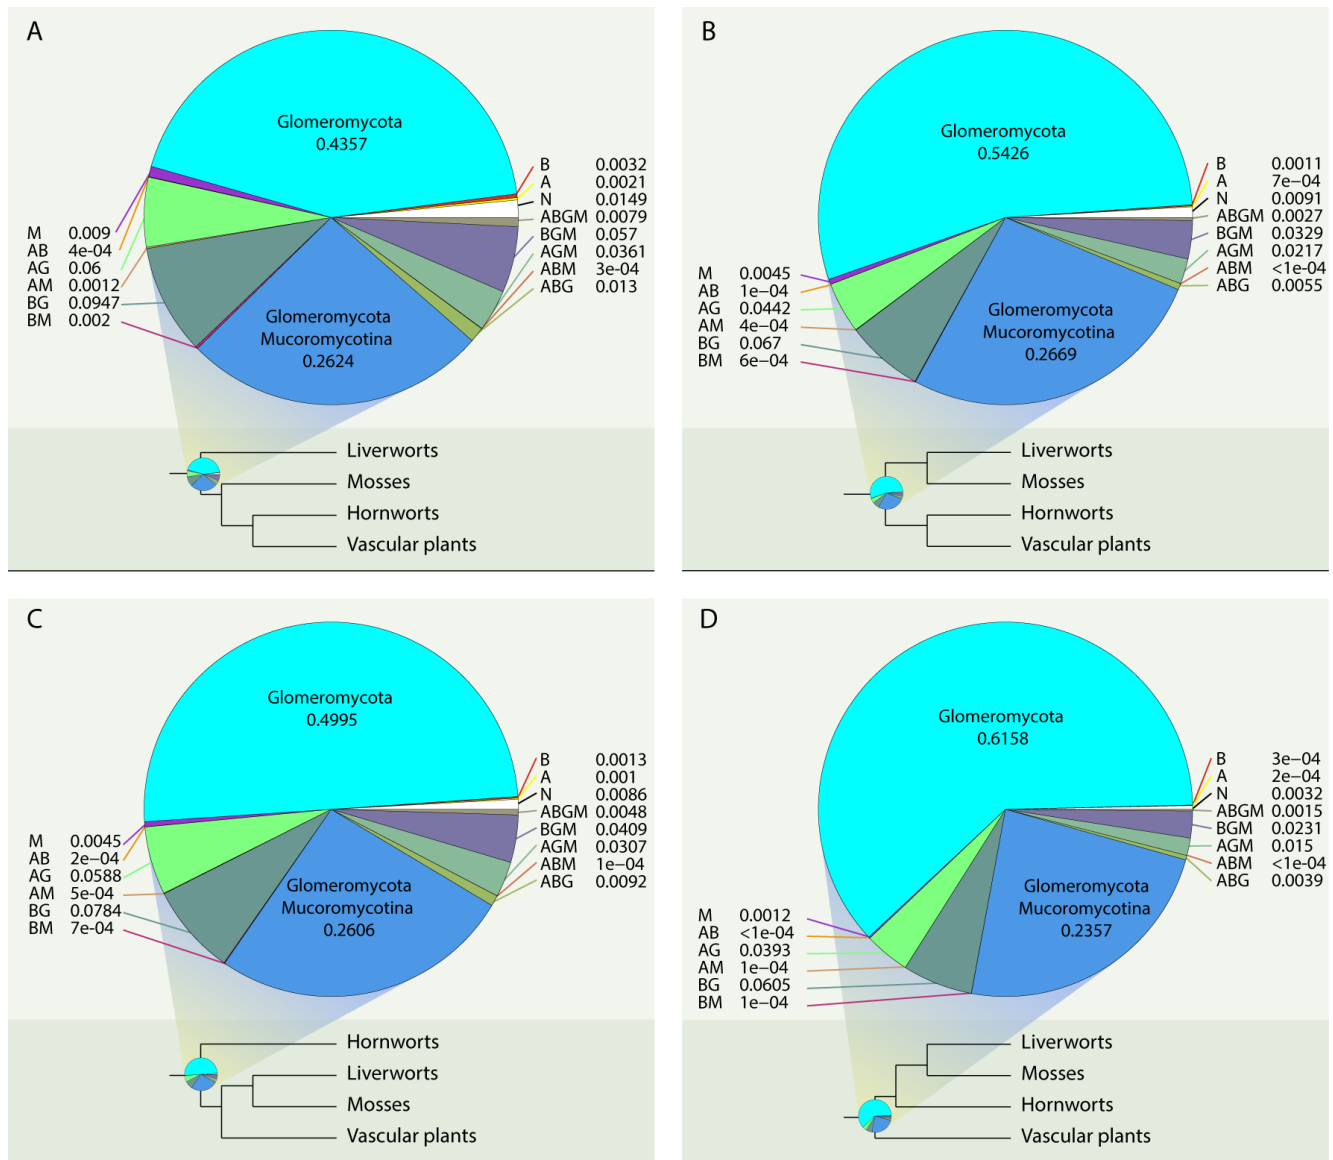 A
Glomeromycota
0.4357
B 0.0032
A 0.0021
N 0.0149
ABGM 0.0079
BGM 0.057
AGM 0.0361
ABM 3e−04
ABG 0.013
M 0.009
AB 4e−04
AG 0.06
AM 0.0012
BG 0.0947
BM 0.002
Glomeromycota
Mucoromycotina
0.2624
Liverworts
Mosses
Hornworts
Vascular plants
B
Glomeromycota
0.5426
B 0.0011
A 7e−04
N 0.0091
ABGM 0.0027
BGM 0.0329
AGM 0.0217
ABM <1e−04
ABG 0.0055
M 0.0045
AB 1e−04
AG 0.0442
AM 4e−04
BG 0.067
BM 6e−04
Glomeromycota
Mucoromycotina
0.2669
Liverworts
Mosses
Hornworts
Vascular plants
C
Glomeromycota
0.4995
B 0.0013
A 0.001
N 0.0086
ABGM 0.0048
BGM 0.0409
AGM 0.0307
ABM 1e−04
ABG 0.0092
M 0.0045
AB 2e−04
AG 0.0588
AM 5e−04
BG 0.0784
BM 7e−04
Glomeromycota
Mucoromycotina
0.2606
Hornworts
Liverworts
Mosses
Vascular plants
D
Glomeromycota
0.6158
B 3e−04
A 2e−04
N 0.0032
ABGM 0.0015
BGM 0.0231
AGM 0.015
ABM <1e−04
ABG 0.0039
M 0.0012
AB <1e−04
AG 0.0393
AM 1e−04
BG 0.0605
BM 1e−04
Glomeromycota
Mucoromycotina
0.2357
Liverworts
Mosses
Hornworts
Vascular plants